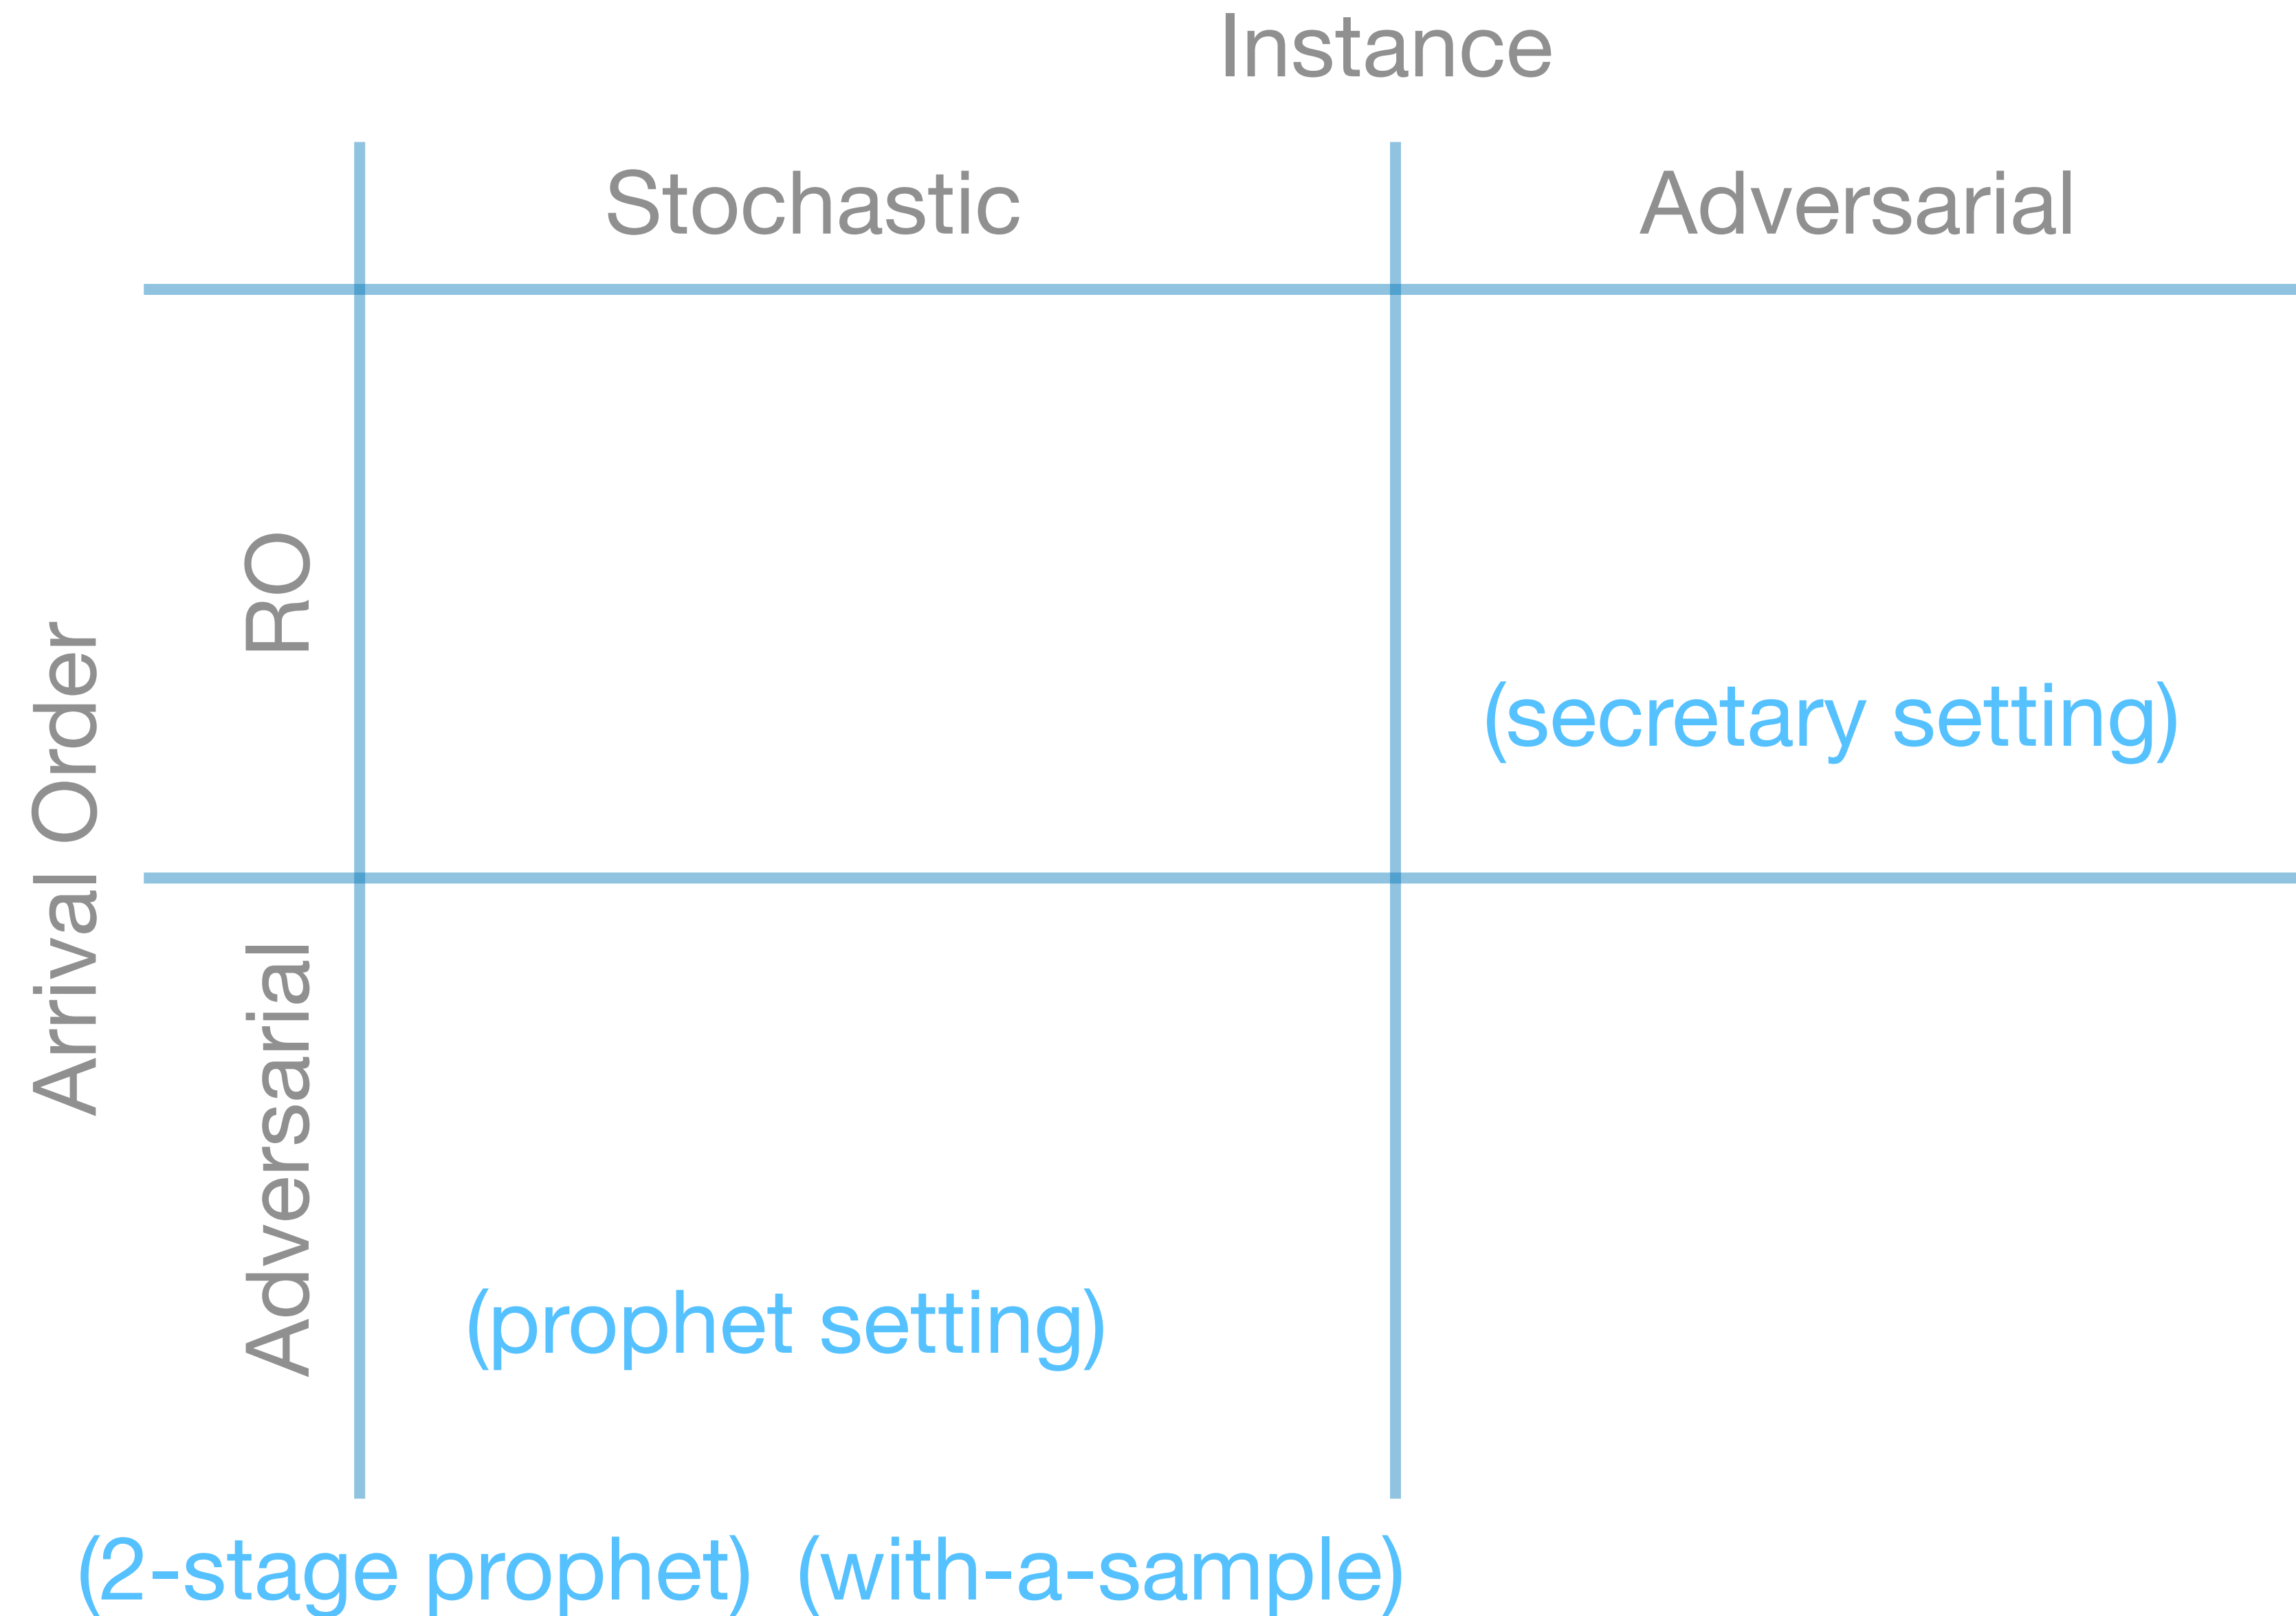 Instance
Stochastic
Adversarial
Arrival Order
RO
(secretary setting)
Adversarial
(prophet setting)
(2-stage prophet) (with-a-sample)